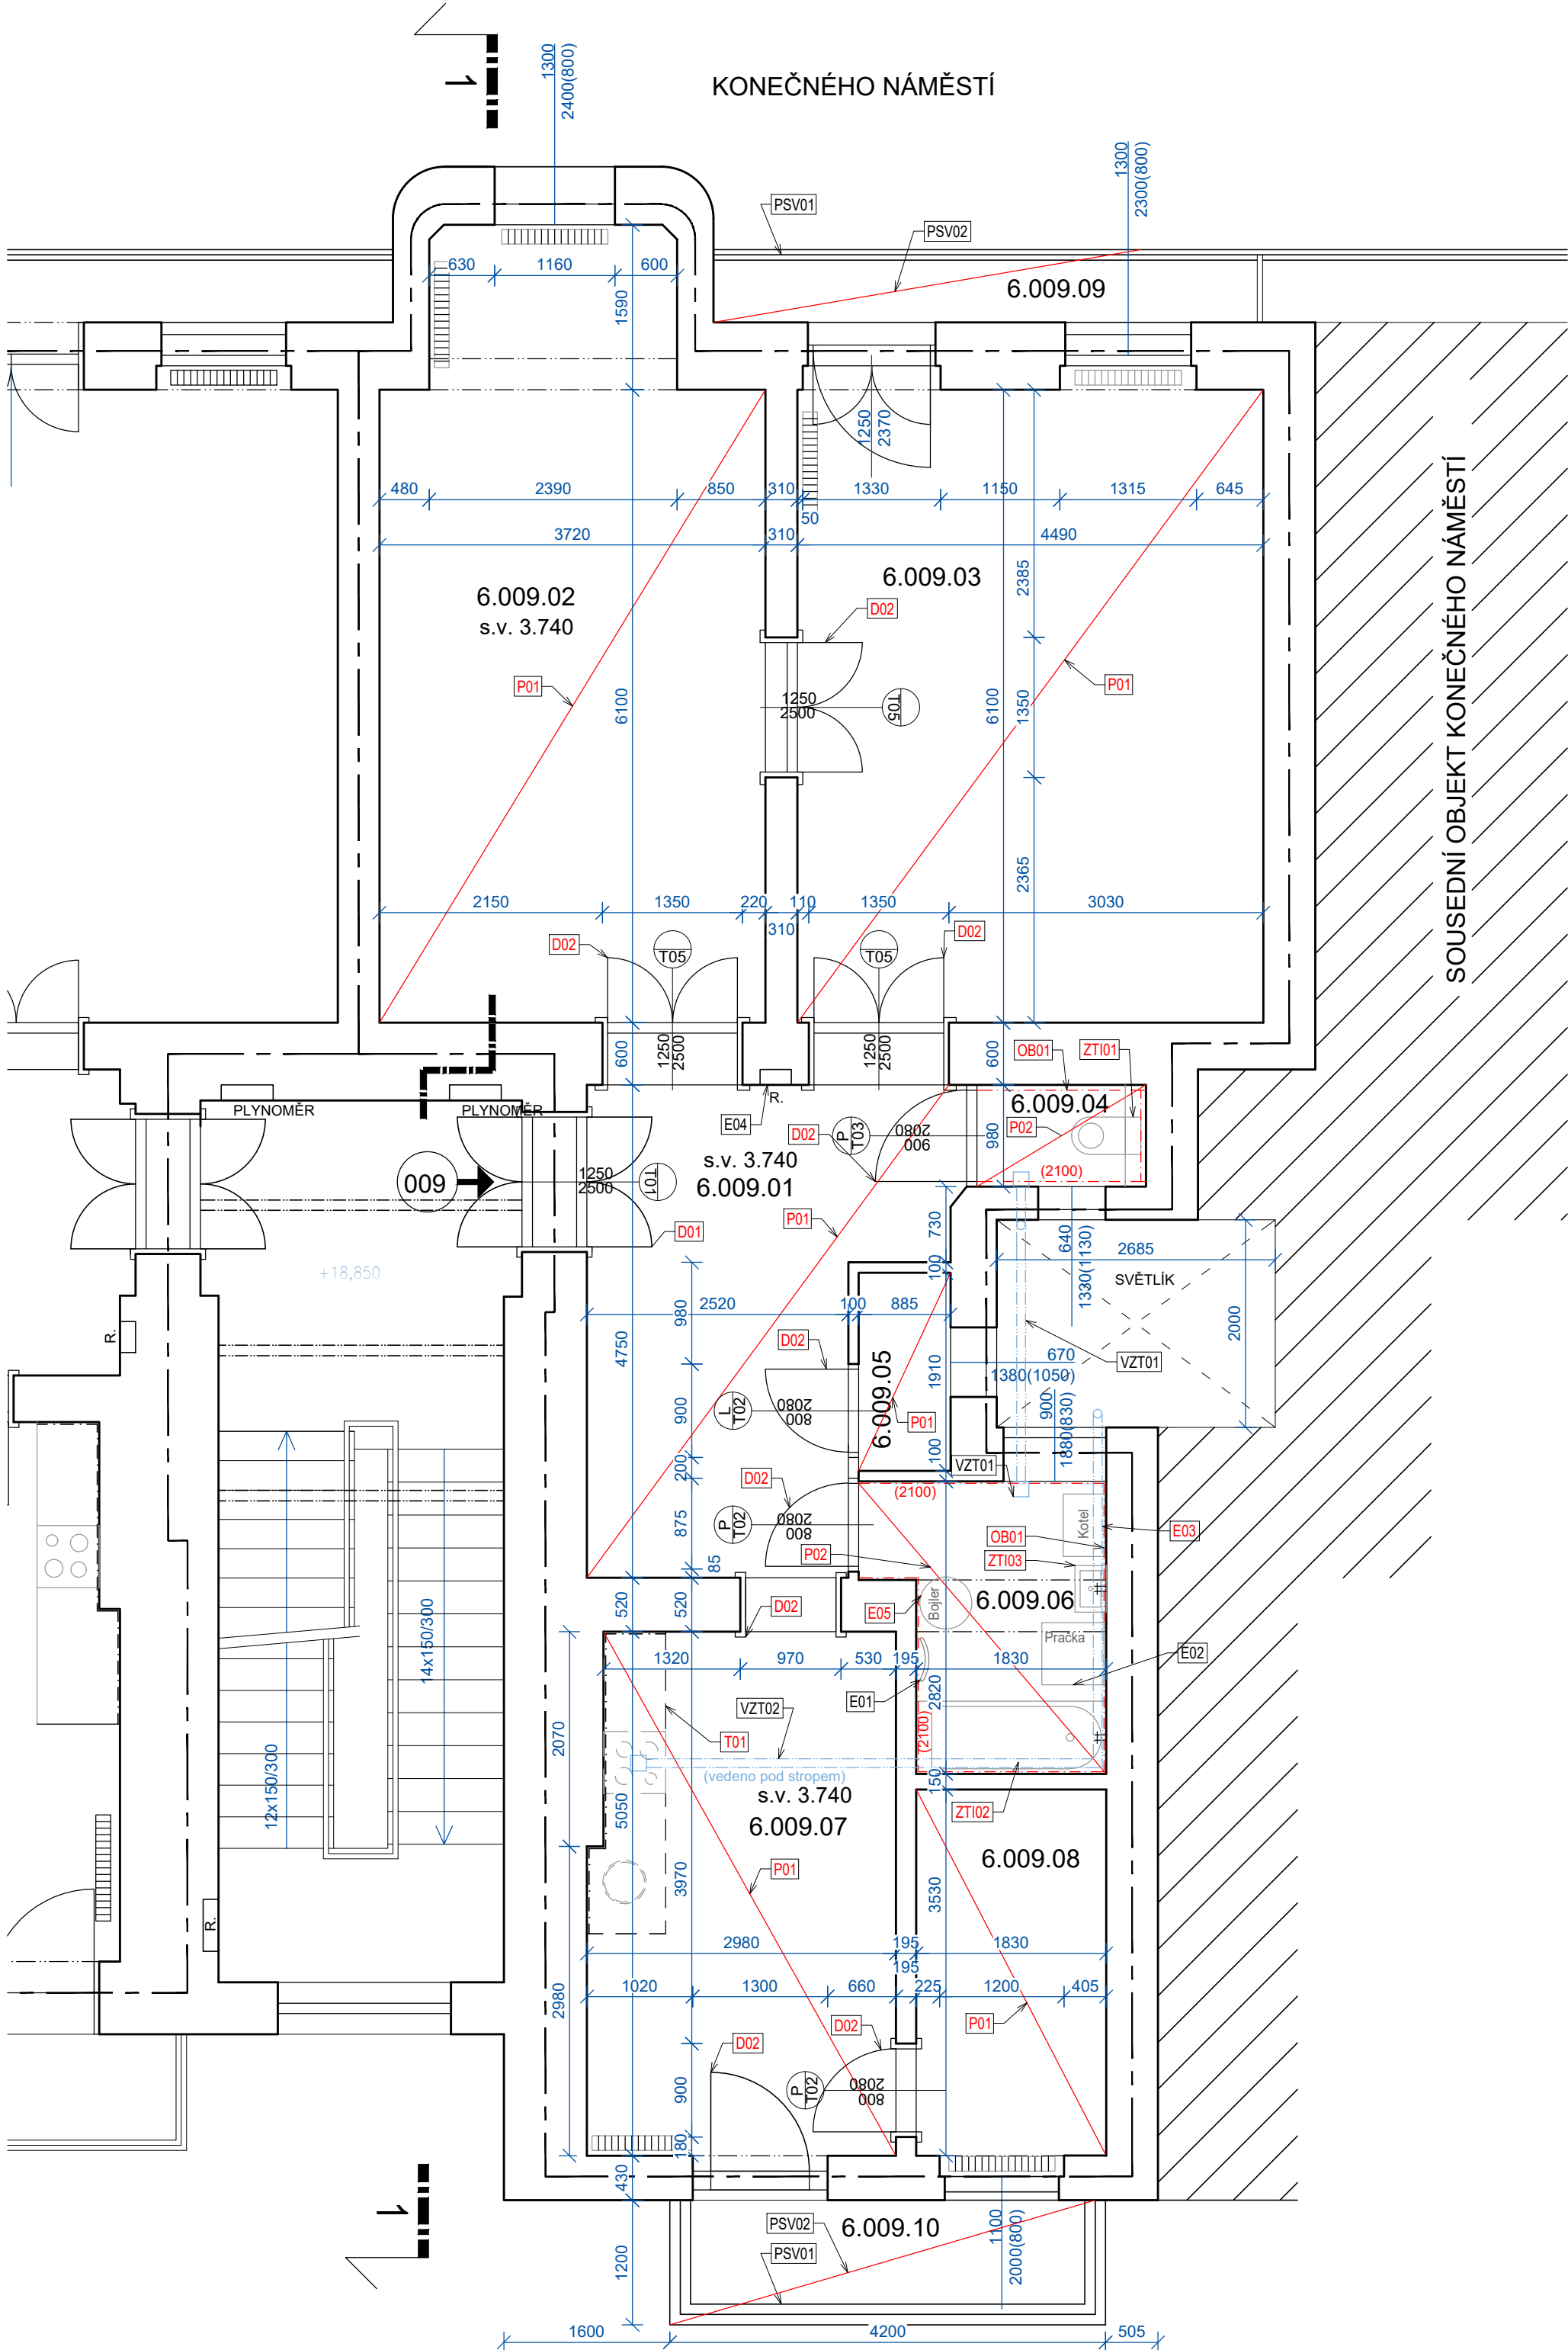 1
1300
2400(800)
KONEČNÉHO NÁMĚSTÍ
1300
2300(800)
PSV01
PSV02
6.009.09
630
1160
600
1590
1250
2370
480
2390
850
310
1330
1150
1315
645
50
3720
310
4490
6.009.02
s.v. 3.740
6.009.03
2385
D02
P01
P01
6100
1250
2500
T05
6100
1350
SOUSEDNÍ OBJEKT KONEČNÉHO NÁMĚSTÍ
2365
2150
1350
220
110
1350
3030
310
D02
T05
T05
D02
600
1250
2500
1250
2500
600
OB01
ZTI01
PLYNOMĚR
PLYNOMĚR
R.
E04
6.009.04
P02
D02
P
T03
900
2080
980
(2100)
009
1250
2500
T01
s.v. 3.740
6.009.01
D01
P01
730
640
1330(1130)
2685
SVĚTLÍK
+18,850
100
2000
980
2520
100
885
R.
4750
D02
6.009.05
1910
670
1380(1050)
VZT01
L
T02
800
2080
900
P01
900
1880(830)
200
100
VZT01
D02
(2100)
P
T02
800
2080
875
Kotel
OB01
E03
P02
ZTI03
85
6.009.06
Bojler
E05
520
520
D02
Pračka
14x150/300
12x150/300
1320
970
530
195
1830
E02
E01
2820
VZT02
T01
(2100)
2070
(vedeno pod stropem)
150
s.v. 3.740
5050
6.009.07
ZTI02
6.009.08
P01
3970
3530
R.
2980
195
1830
195
1020
1300
660
225
1200
405
2980
D02
P01
D02
P
T02
800
2080
900
180
430
1
PSV02
6.009.10
1100
2000(800)
PSV01
1200
1600
4200
505